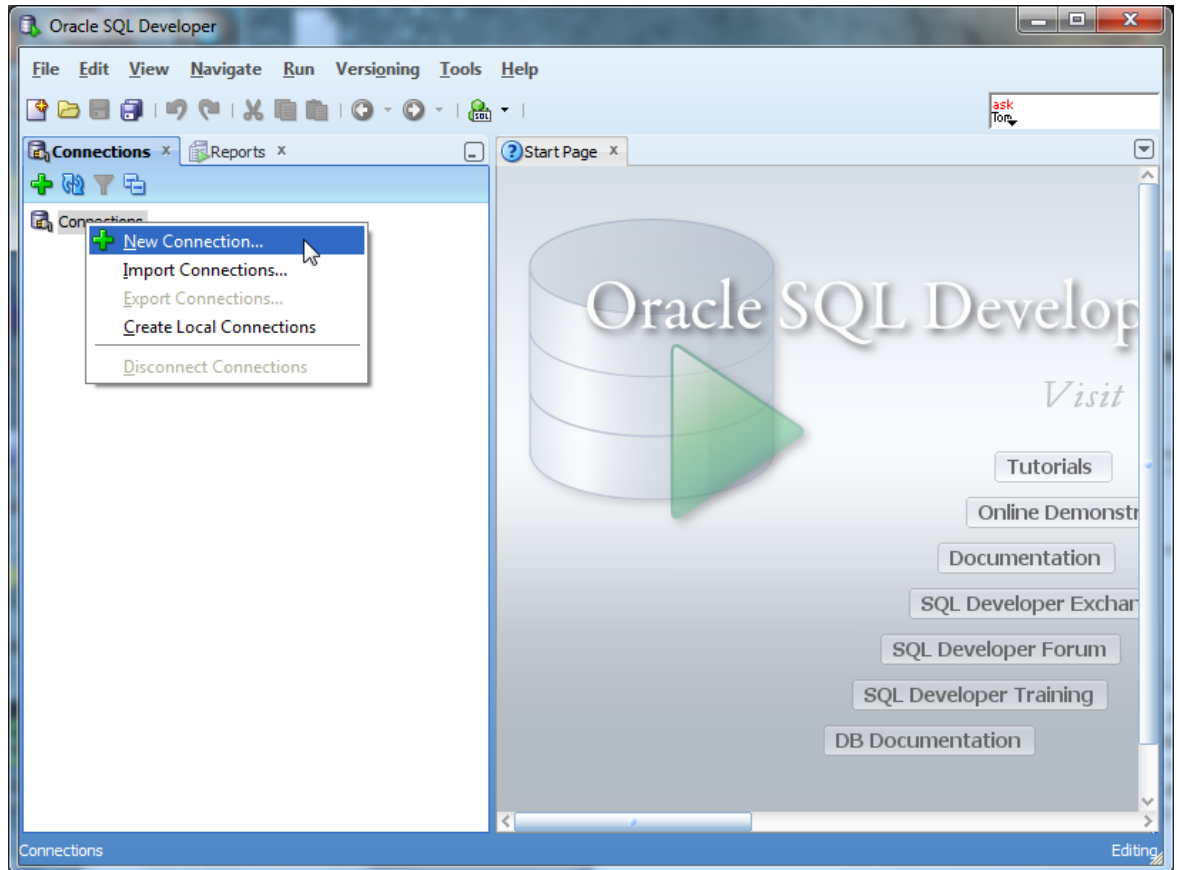 Oracle SQL Developer
File Edit View Navigate Run Versioning Tools Help
SQL
ask
Tom
Connections x Reports x
Start Page x
Connections
New Connection...
Import Connections...
Export Connections...
Create Local Connections
Disconnect Connections
Oracle SQL Develop
Visit
Tutorials
Online Demonstr
Documentation
SQL Developer Exchan
SQL Developer Forum
SQL Developer Training
DB Documentation
Connections Editing